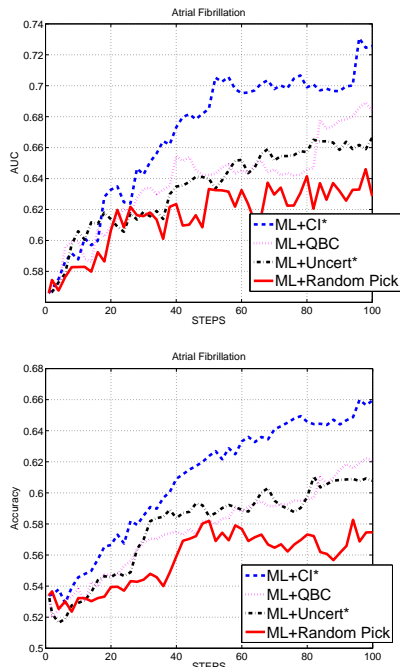 Atrial Fibrillation
0.74
0.72
0.7
0.68
0.66
0.64
0.62
0.6
0.58
AUC
0 20 40 60 80 100
STEPS
ML+CI*
ML+QBC
ML+Uncert*
ML+Random Pick
Atrial Fibrillation
0.68
0.66
0.64
0.62
0.6
0.58
0.56
0.54
0.52
0.5
Accuracy
0 20 40 60 80 100
STEPS
ML+CI*
ML+QBC
ML+Uncert*
ML+Random Pick